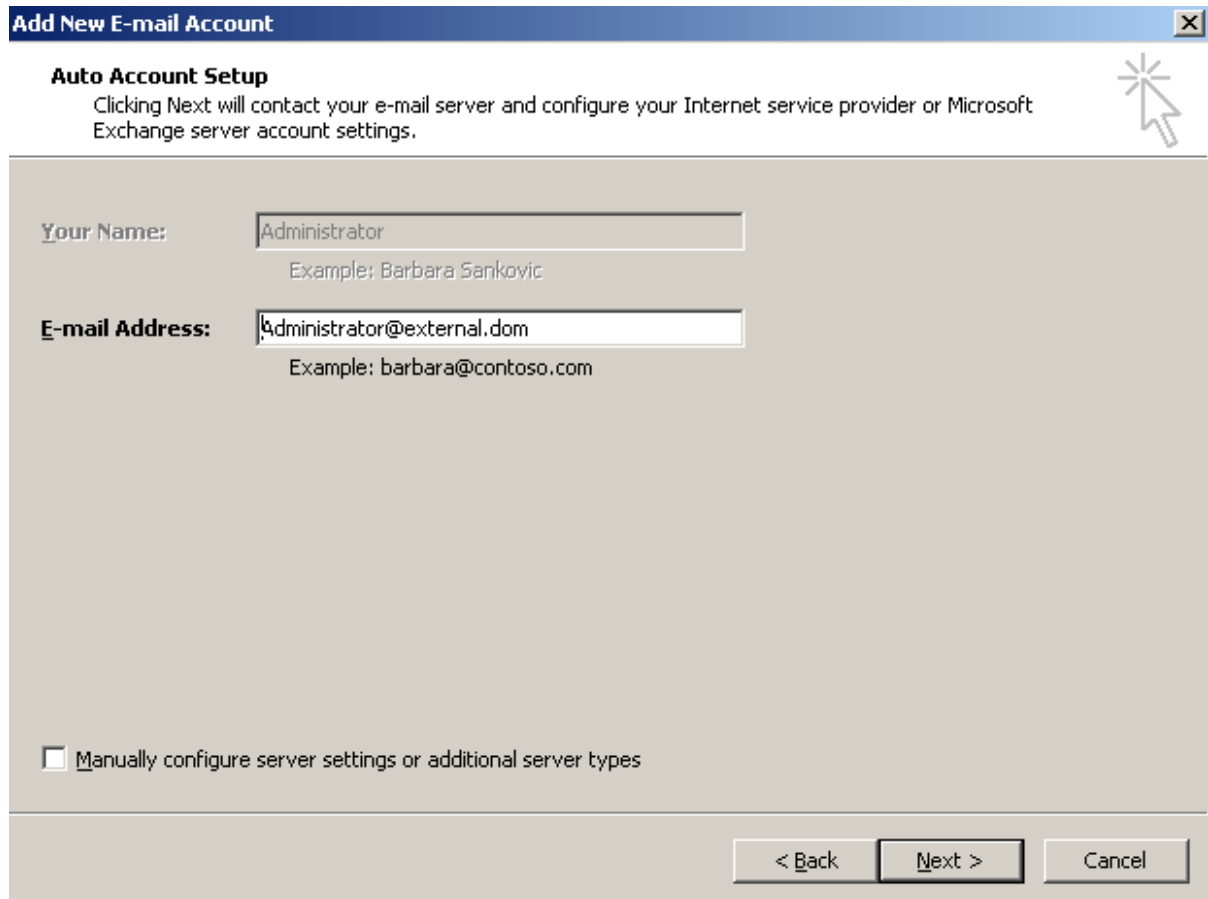 Add New E-mail Account
Auto Account Setup
Clicking Next will contact your e-mail server and configure your Internet service provider or Microsoft
Exchange server account settings.
Your Name:
Administrator
Example: Barbara Sankovic
E-mail Address:
Administrator@external.dom
Example: barbara@contoso.com
Manually configure server settings or additional server types
< Back
Next >
Cancel